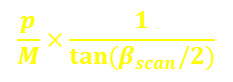 p/M × 1/tan(β_scan/2)